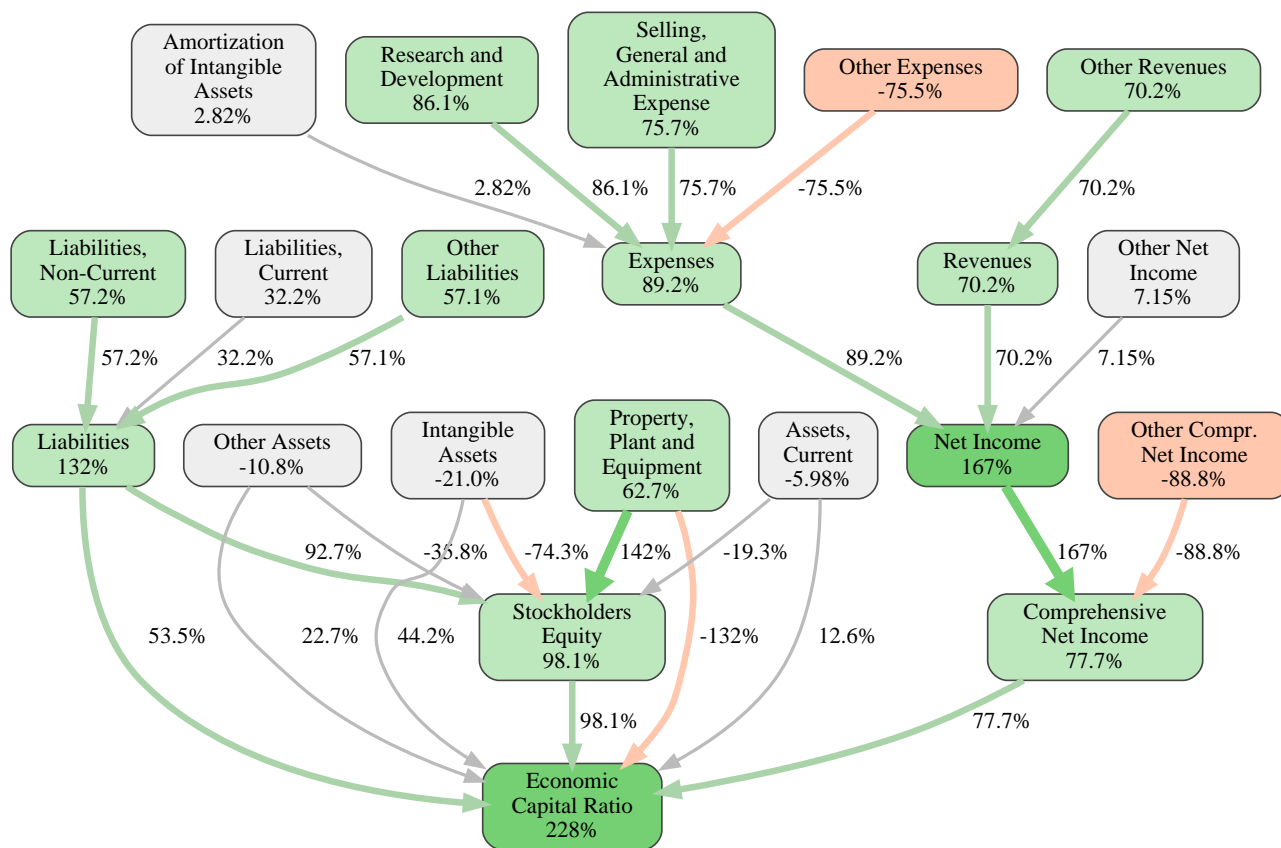 Amortization
of Intangible
Assets
2.82%
Research and
Development
86.1%
Selling,
General and
Administrative
Expense
75.7%
Other Expenses
-75.5%
Other Revenues
70.2%
2.82%
86.1%
75.7%
-75.5%
70.2%
Liabilities,
Non-Current
57.2%
Liabilities,
Current
32.2%
Other
Liabilities
57.1%
Expenses
89.2%
Revenues
70.2%
Other Net
Income
7.15%
57.2%
32.2%
57.1%
89.2%
70.2%
7.15%
Liabilities
132%
Other Assets
-10.8%
Intangible
Assets
-21.0%
Property,
Plant and
Equipment
62.7%
Assets,
Current
-5.98%
Net Income
167%
Other Compr.
Net Income
-88.8%
92.7%
-74.3%
142%
-19.3%
167%
-88.8%
53.5%
22.7%
44.2%
Stockholders
Equity
98.1%
-132%
12.6%
Comprehensive
Net Income
77.7%
98.1%
77.7%
Economic
Capital Ratio
228%